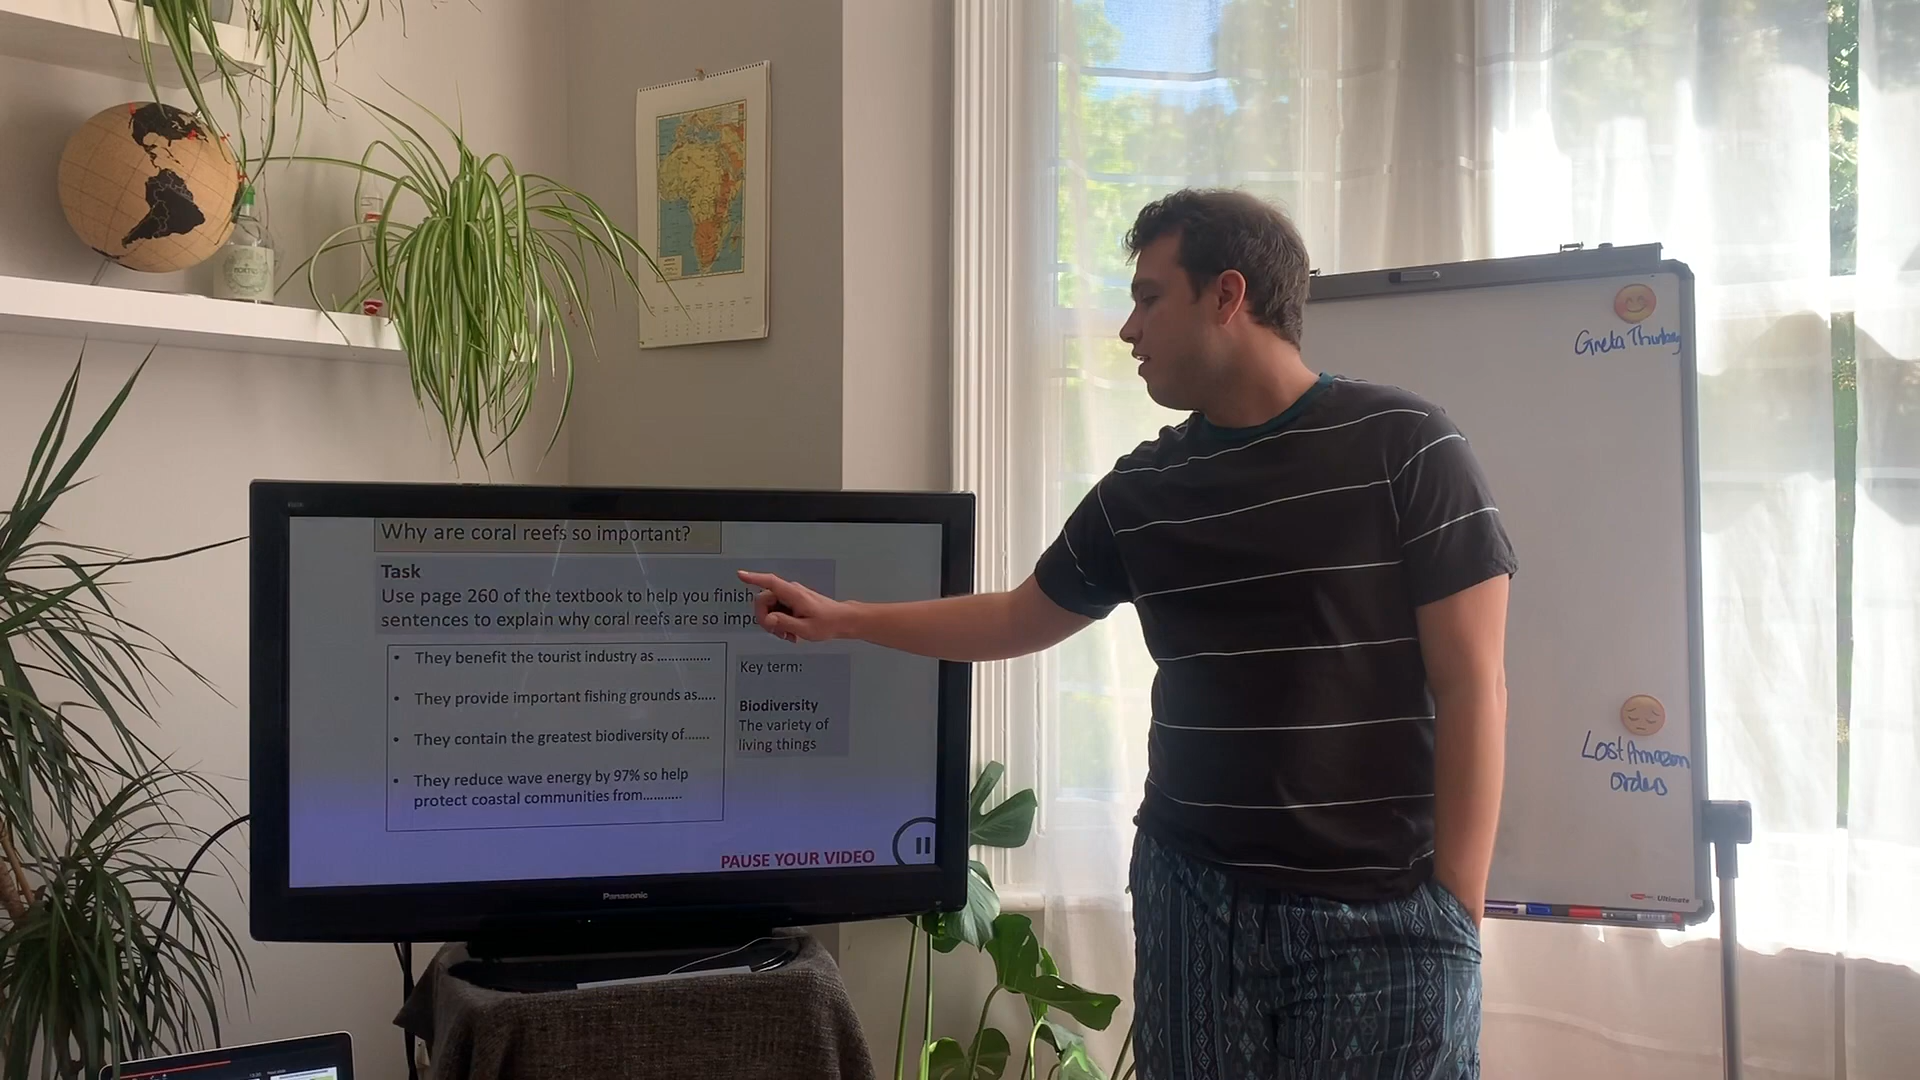 Why are coral reefs so important?
Task
Use page 260 of the textbook to help you finish
sentences to explain why coral reefs are so
• They benefit the tourist industry as ...............
• They provide important fishing grounds as.....
• They contain the greatest biodiversity of.......
• They reduce wave energy by 97% so help
protect coastal communities from...........
Key term:
Biodiversity
The variety of
living things
PAUSE YOUR VIDEO
Panasonic
Greta Thunberg
Lost Amazon
orders
Ultimate